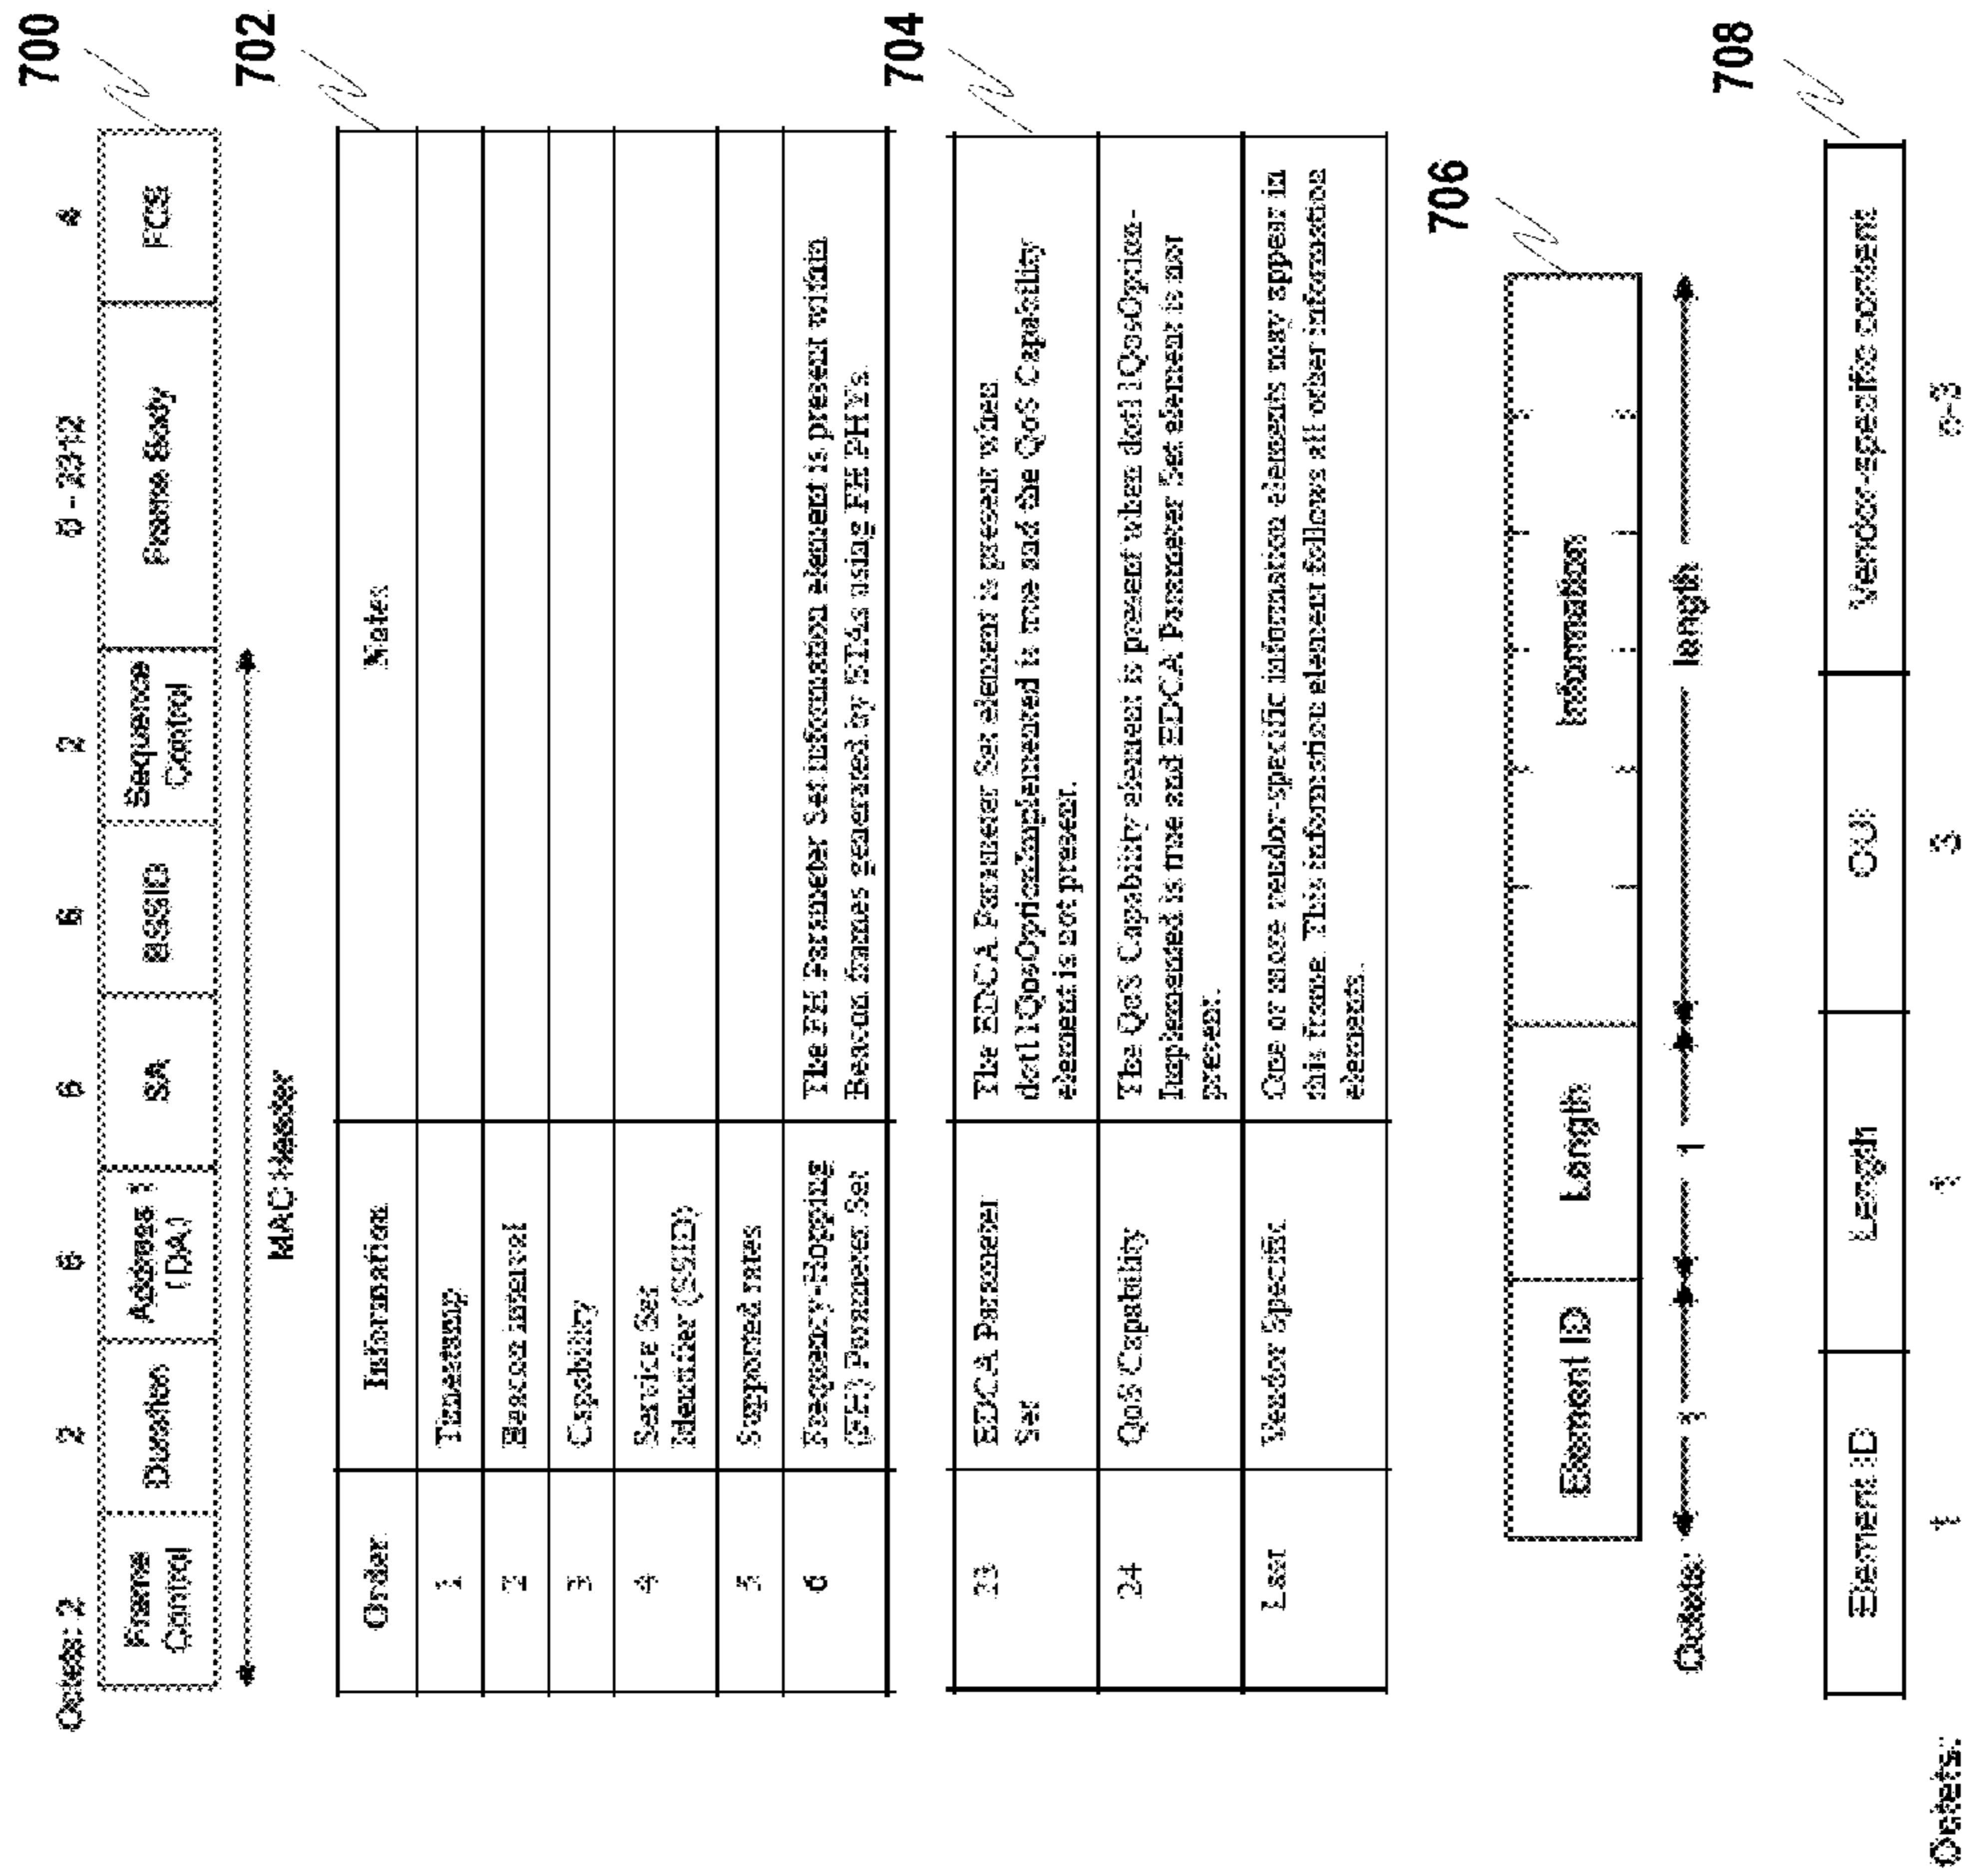 700
Octets: 2 2 6 6 6 2 0 - 2312 4
Frame Control Duration Address 1 (DA) SA BSSID Sequence Control Frame Body FCS
MAC Header
702
Order Information Notes
1 Timestamp
2 Beacon interval
3 Capability
4 Service Set
Identifier (SSID)
5 Supported rates
6 Frequency-Hopping The FH Parameter Set information element is present within
(FH) Parameter Set Beacon frames generated by STAs using FH PHYs.
704
23 EDCA Parameter The EDCA Parameter Set element is present when
Set dot11QosOptionImplemented is true and the QoS Capability
element is not present.
24 QoS Capability The QoS Capability element is present when dot11QosOption-
Implemented is true and EDCA Parameter Set element is not
present.
Last Vendor Specific One or more vendor-specific information elements may appear in
this frame. This information element follows all other information
elements.
706
Element ID Length Information
Octets: 1 1 length
708
Element ID Length OUI Vendor-specific content
Octets: 1 1 3 n-3